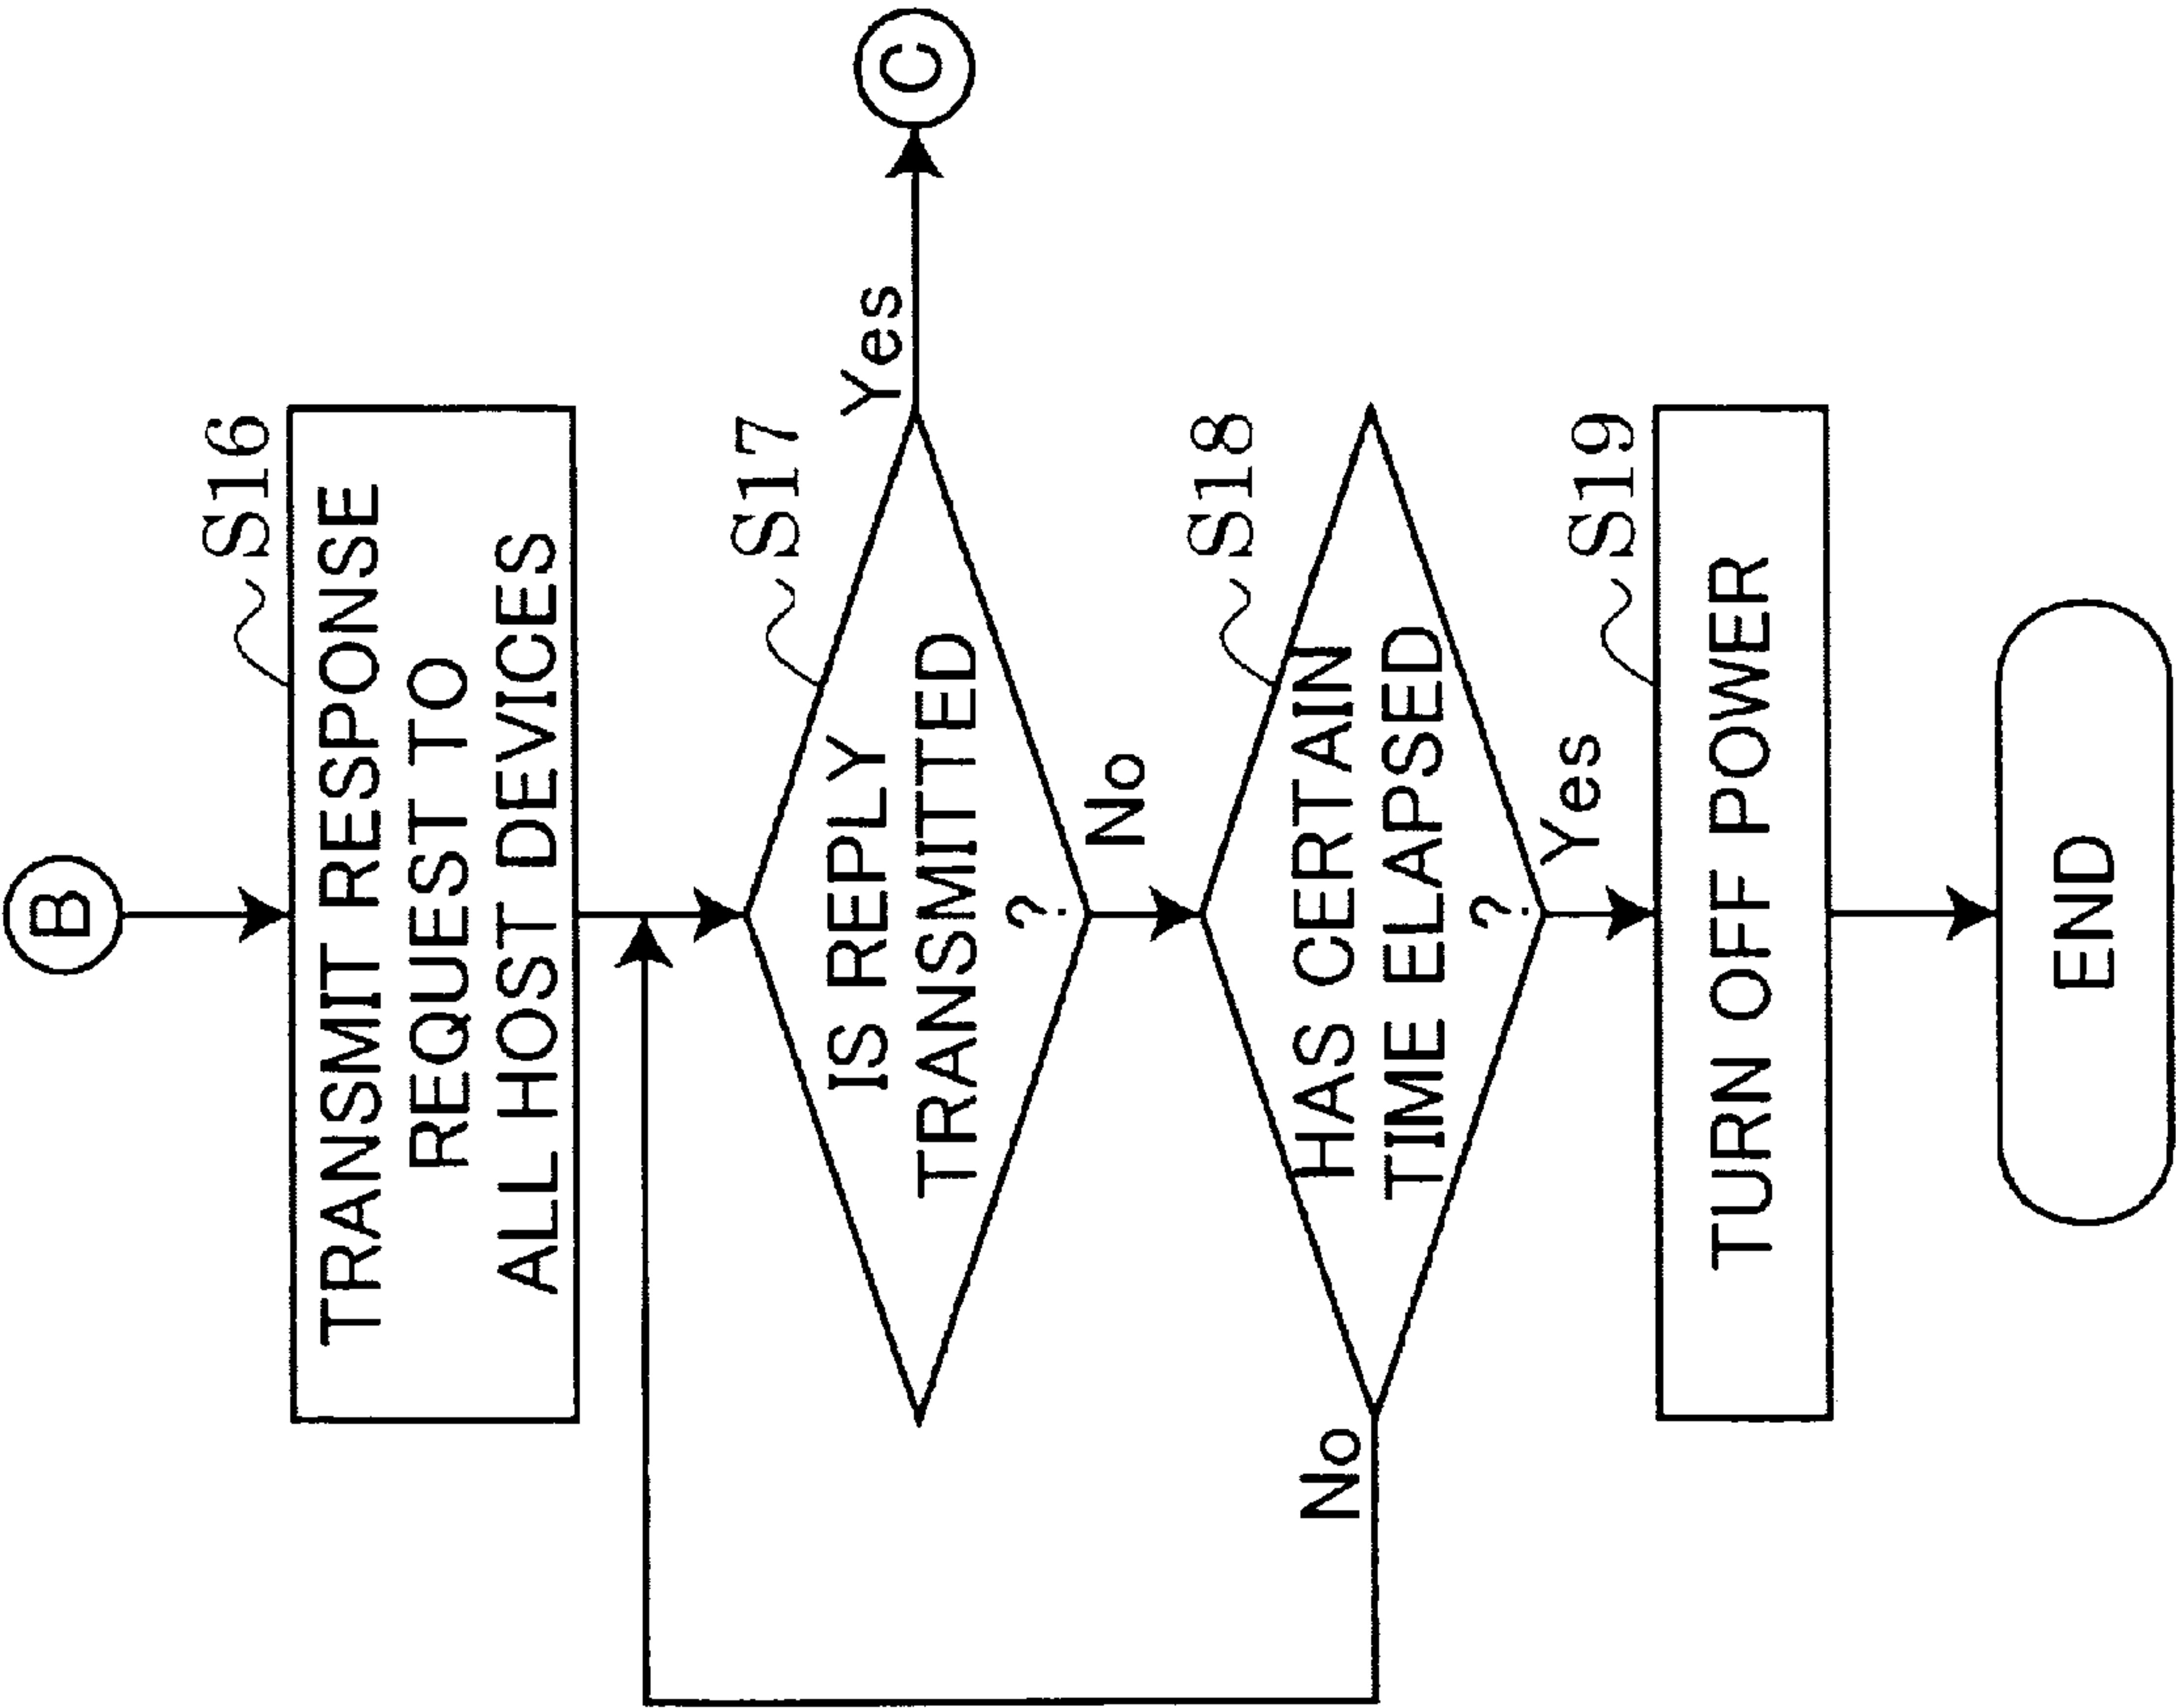 B
S16
TRANSMIT RESPONSE
REQUEST TO
ALL HOST DEVICES
S17
IS REPLY
TRANSMITTED
?
Yes
C
No
S18
HAS CERTAIN
TIME ELAPSED
?
No
Yes
S19
TURN OFF POWER
END